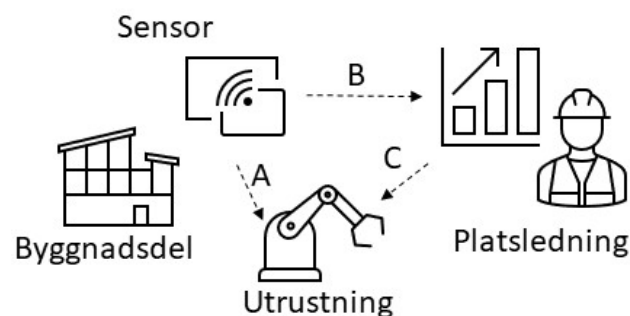 Sensor
B
A
C
Byggnadsdel
Platsledning
Utrustning